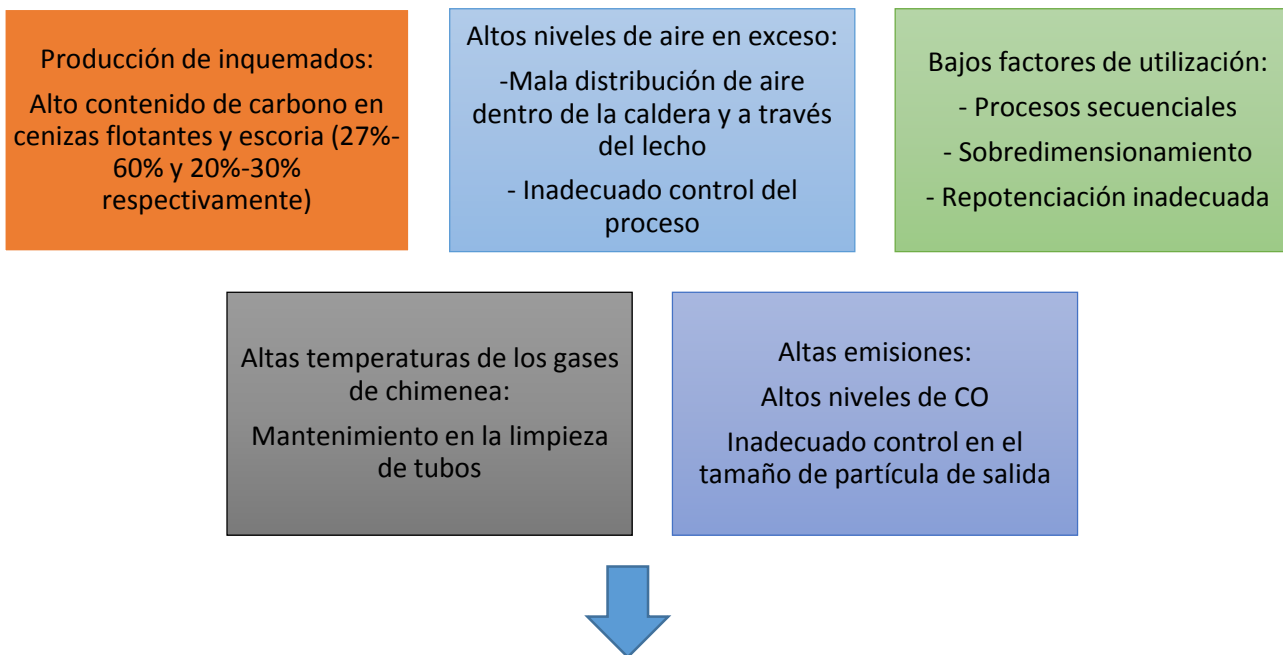 Producción de inquemados:
Alto contenido de carbono en
cenizas flotantes y escoria (27%-
60% y 20%-30%
respectivamente)
Altos niveles de aire en exceso:
-Mala distribución de aire
dentro de la caldera y a través
del lecho
- Inadecuado control del
proceso
Bajos factores de utilización:
- Procesos secuenciales
- Sobredimensionamiento
- Repotenciación inadecuada
Altas temperaturas de los gases
de chimenea:
Mantenimiento en la limpieza
de tubos
Altas emisiones:
Altos niveles de CO
Inadecuado control en el
tamaño de partícula de salida